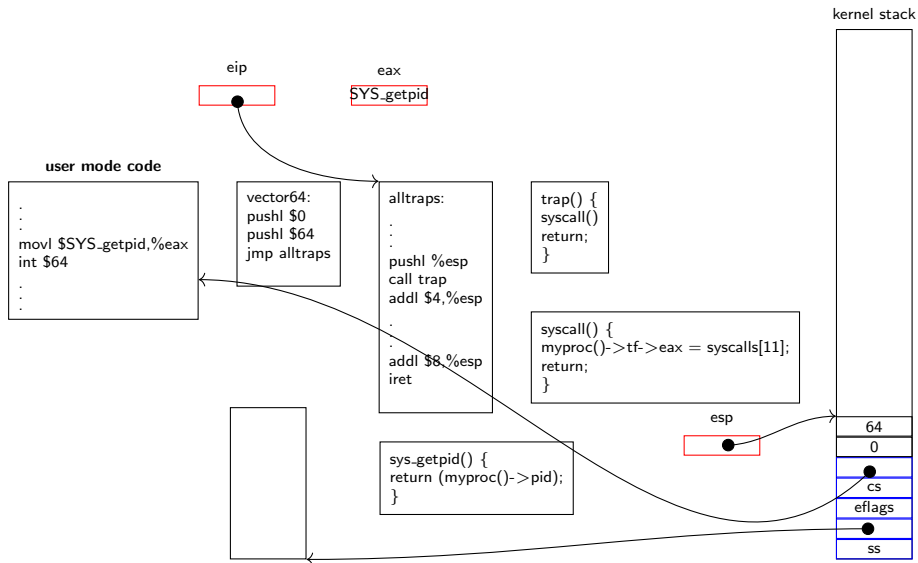 kernel stack
eip
eax
SYS_getpid
user mode code
.
.
.
movl $SYS_getpid,%eax
int $64
.
.
.
vector64:
pushl $0
pushl $64
jmp alltraps
alltraps:
.
.
.
pushl %esp
call trap
addl $4,%esp
.
.
.
addl $8,%esp
iret
trap() {
syscall()
return;
}
syscall() {
myproc()->tf->eax = syscalls[11];
return;
}
sys_getpid() {
return (myproc()->pid);
}
esp
64
0
cs
eflags
ss